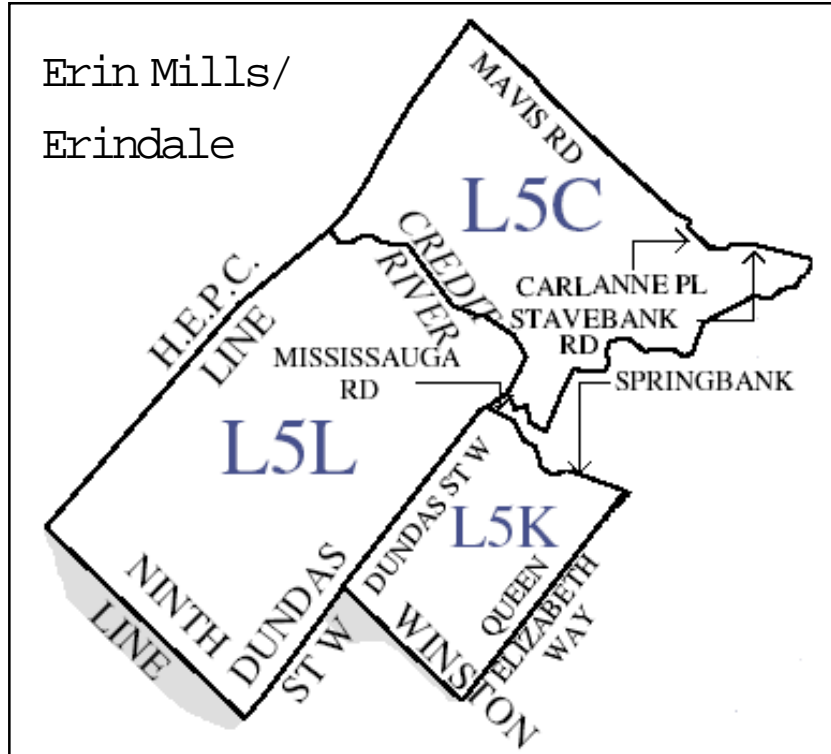 Erin Mills/
Erindale
MAVIS RD
L5C
CREDIT
RIVER
H.E.P.C.
LINE
CARLANNE PL
STAVEBANK
RD
MISSISSAUGA
RD
SPRINGBANK
L5L
DUNDAS ST W
L5K
NINTH
LINE
DUNDAS
ST W
QUEEN
ELIZABETH
WAY
WINSTON